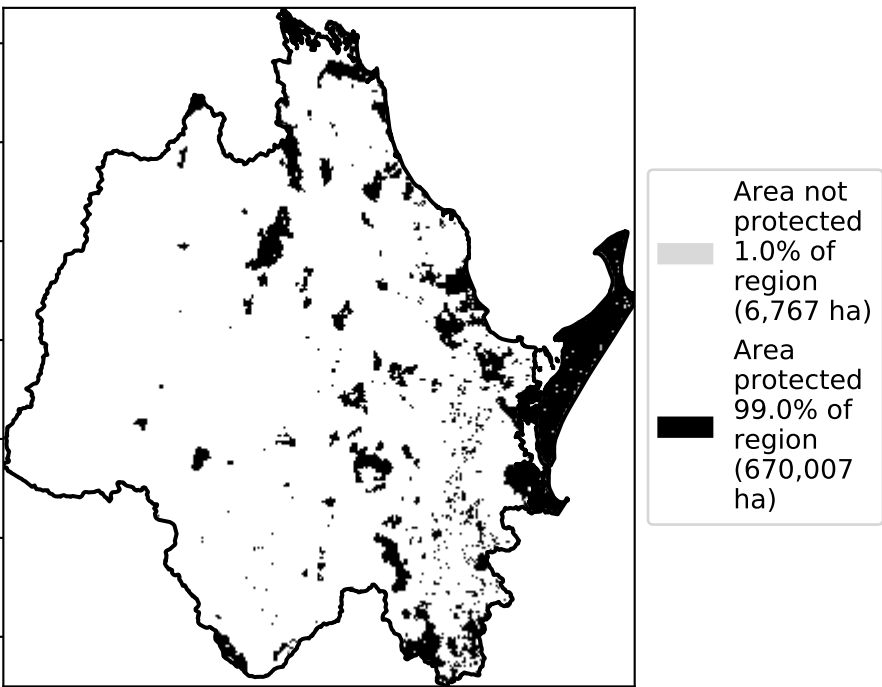 Area not
protected
1.0% of
region
(6,767 ha)
Area
protected
99.0% of
region
(670,007
ha)